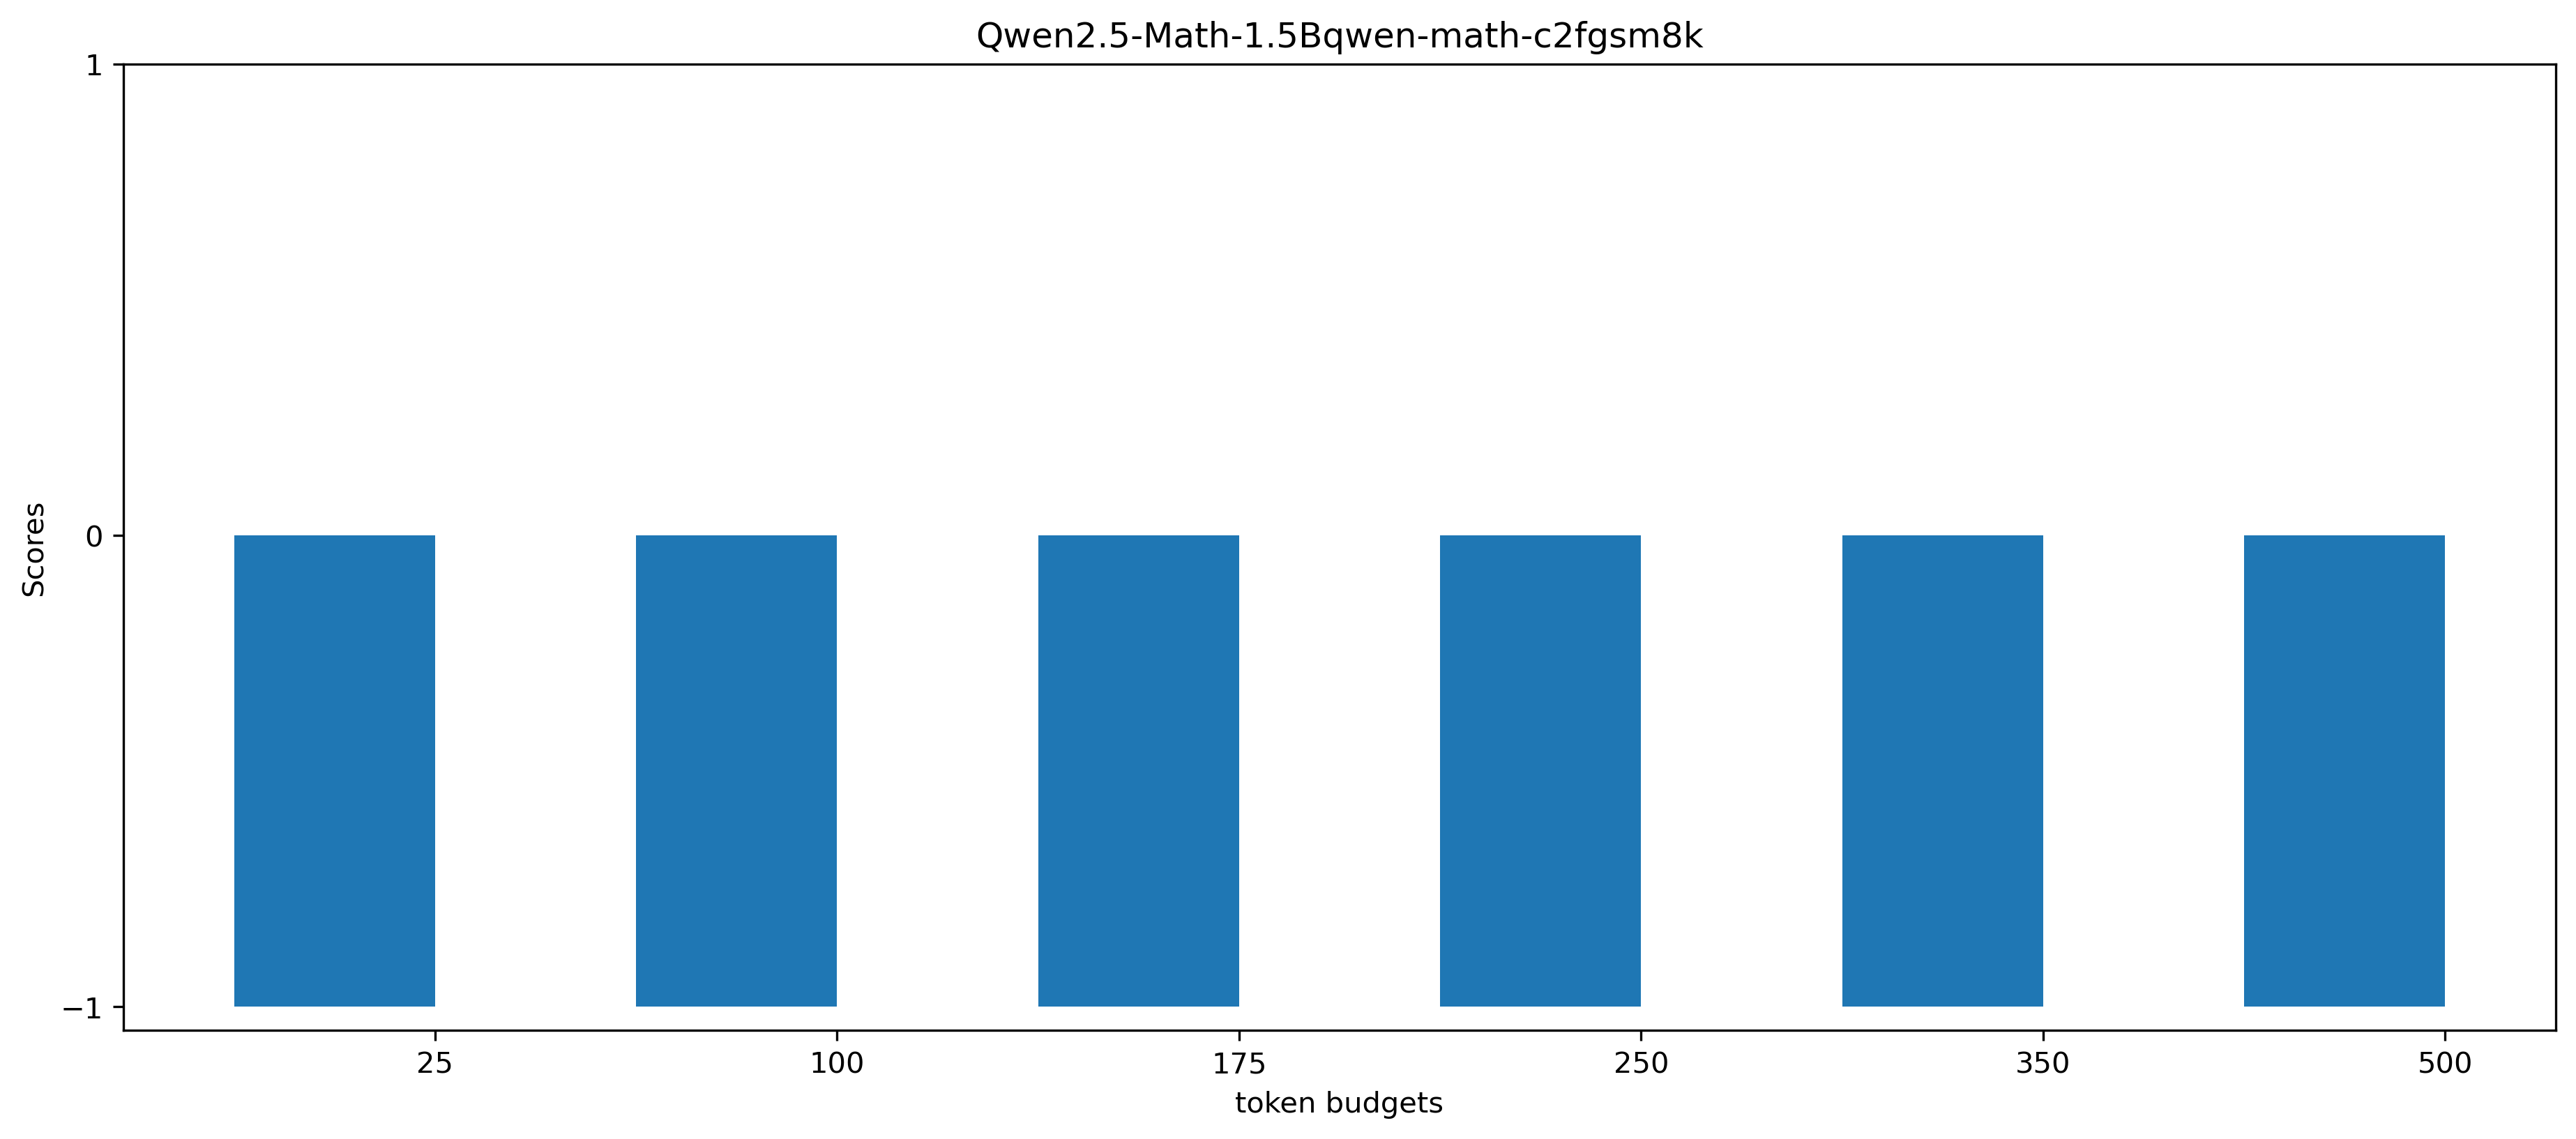 Qwen2.5-Math-1.5Bqwen-math-c2fgsm8k
1
0
−1
Scores
25 100 175 250 350 500
token budgets